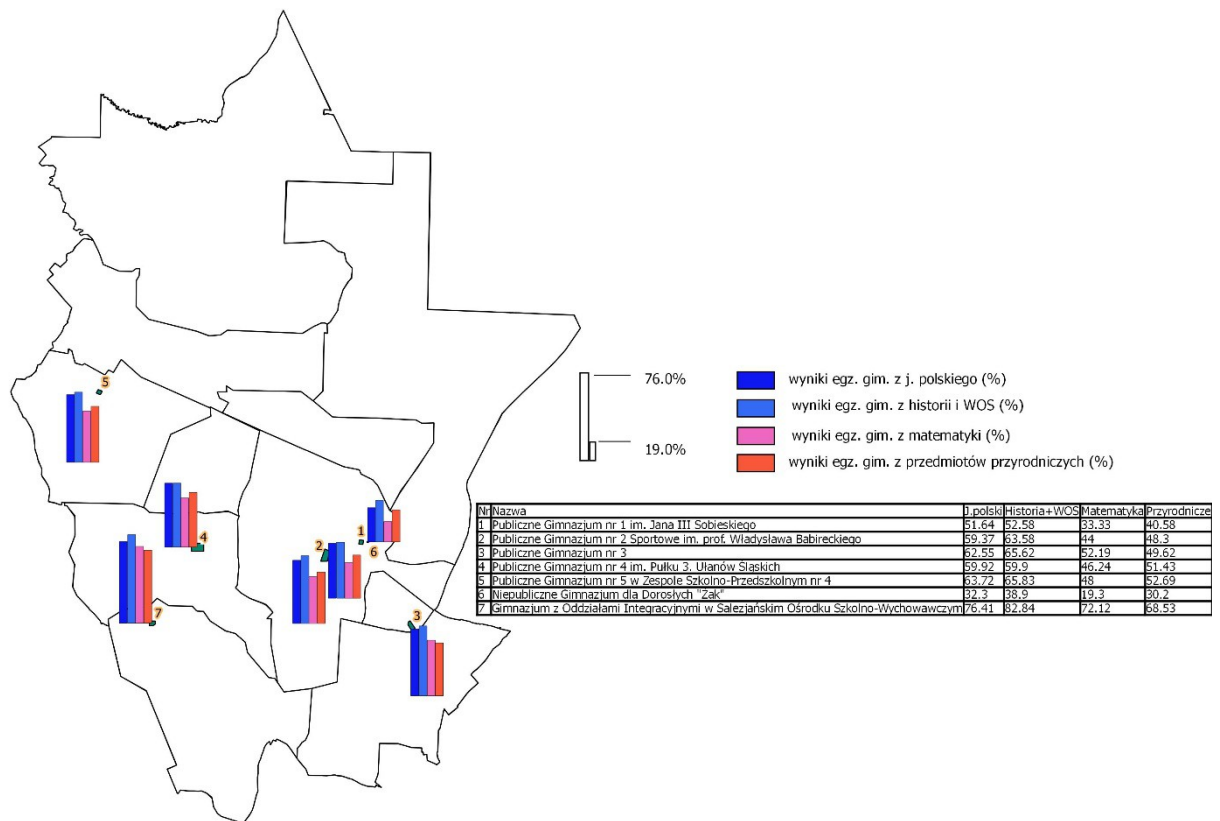 5
4
7
2
1
6
3
76.0%
19.0%
wyniki egz. gim. z j. polskiego (%)
wyniki egz. gim. z historii i WOS (%)
wyniki egz. gim. z matematyki (%)
wyniki egz. gim. z przedmiotów przyrodniczych (%)
Nr Nazwa J.polski Historia+WOS Matematyka Przyrodnicze
1 Publiczne Gimnazjum nr 1 im. Jana III Sobieskiego 51.64 52.58 33.33 40.58
2 Publiczne Gimnazjum nr 2 Sportowe im. prof. Władysława Babireckiego 59.37 63.58 44 48.3
3 Publiczne Gimnazjum nr 3 62.55 65.62 52.19 49.62
4 Publiczne Gimnazjum nr 4 im. Pułku 3. Ułanów Śląskich 59.92 59.9 46.24 51.43
5 Publiczne Gimnazjum nr 5 w Zespole Szkolno-Przedszkolnym nr 4 63.72 65.83 48 52.69
6 Niepubliczne Gimnazjum dla Dorosłych "Żak" 32.3 38.9 19.3 30.2
7 Gimnazjum z Oddziałami Integracyjnymi w Salezjańskim Ośrodku Szkolno-Wychowawczym 76.41 82.84 72.12 68.53